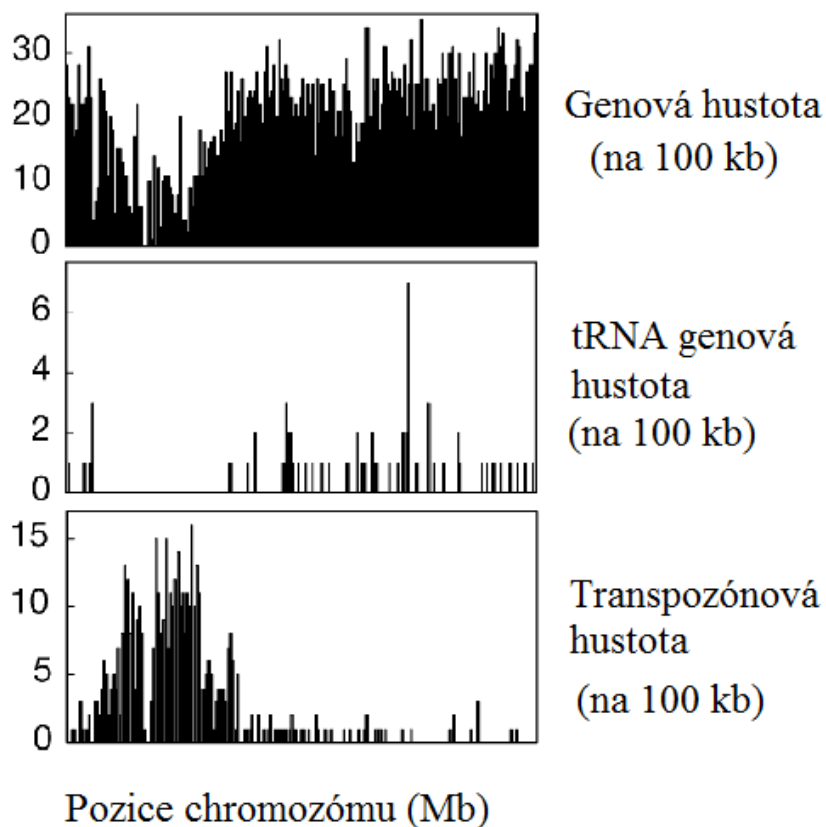 30
20
10
0
Genová hustota
(na 100 kb)
6
4
2
0
tRNA genová
hustota
(na 100 kb)
15
10
5
0
Transpozónová
hustota
(na 100 kb)
Pozice chromozómu (Mb)